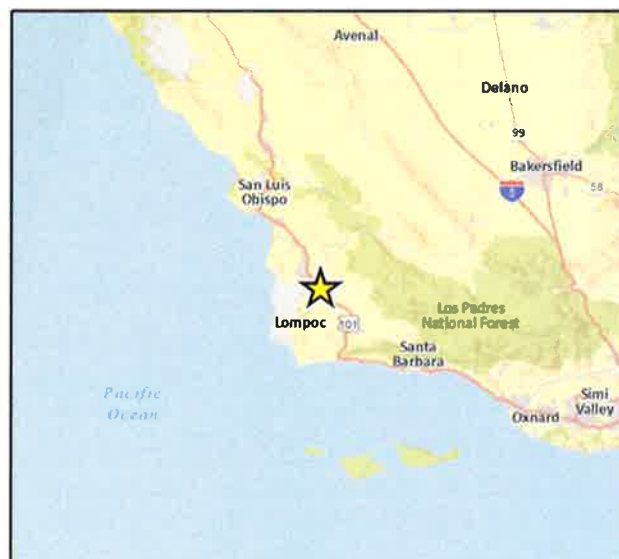 Avenal
Delano
99
Bakersfield
58
5
San Luis
Obispo
Los Padres
National Forest
Lompoc
101
Santa
Barbara
Pacific
Ocean
Simi
Valley
Oxnard